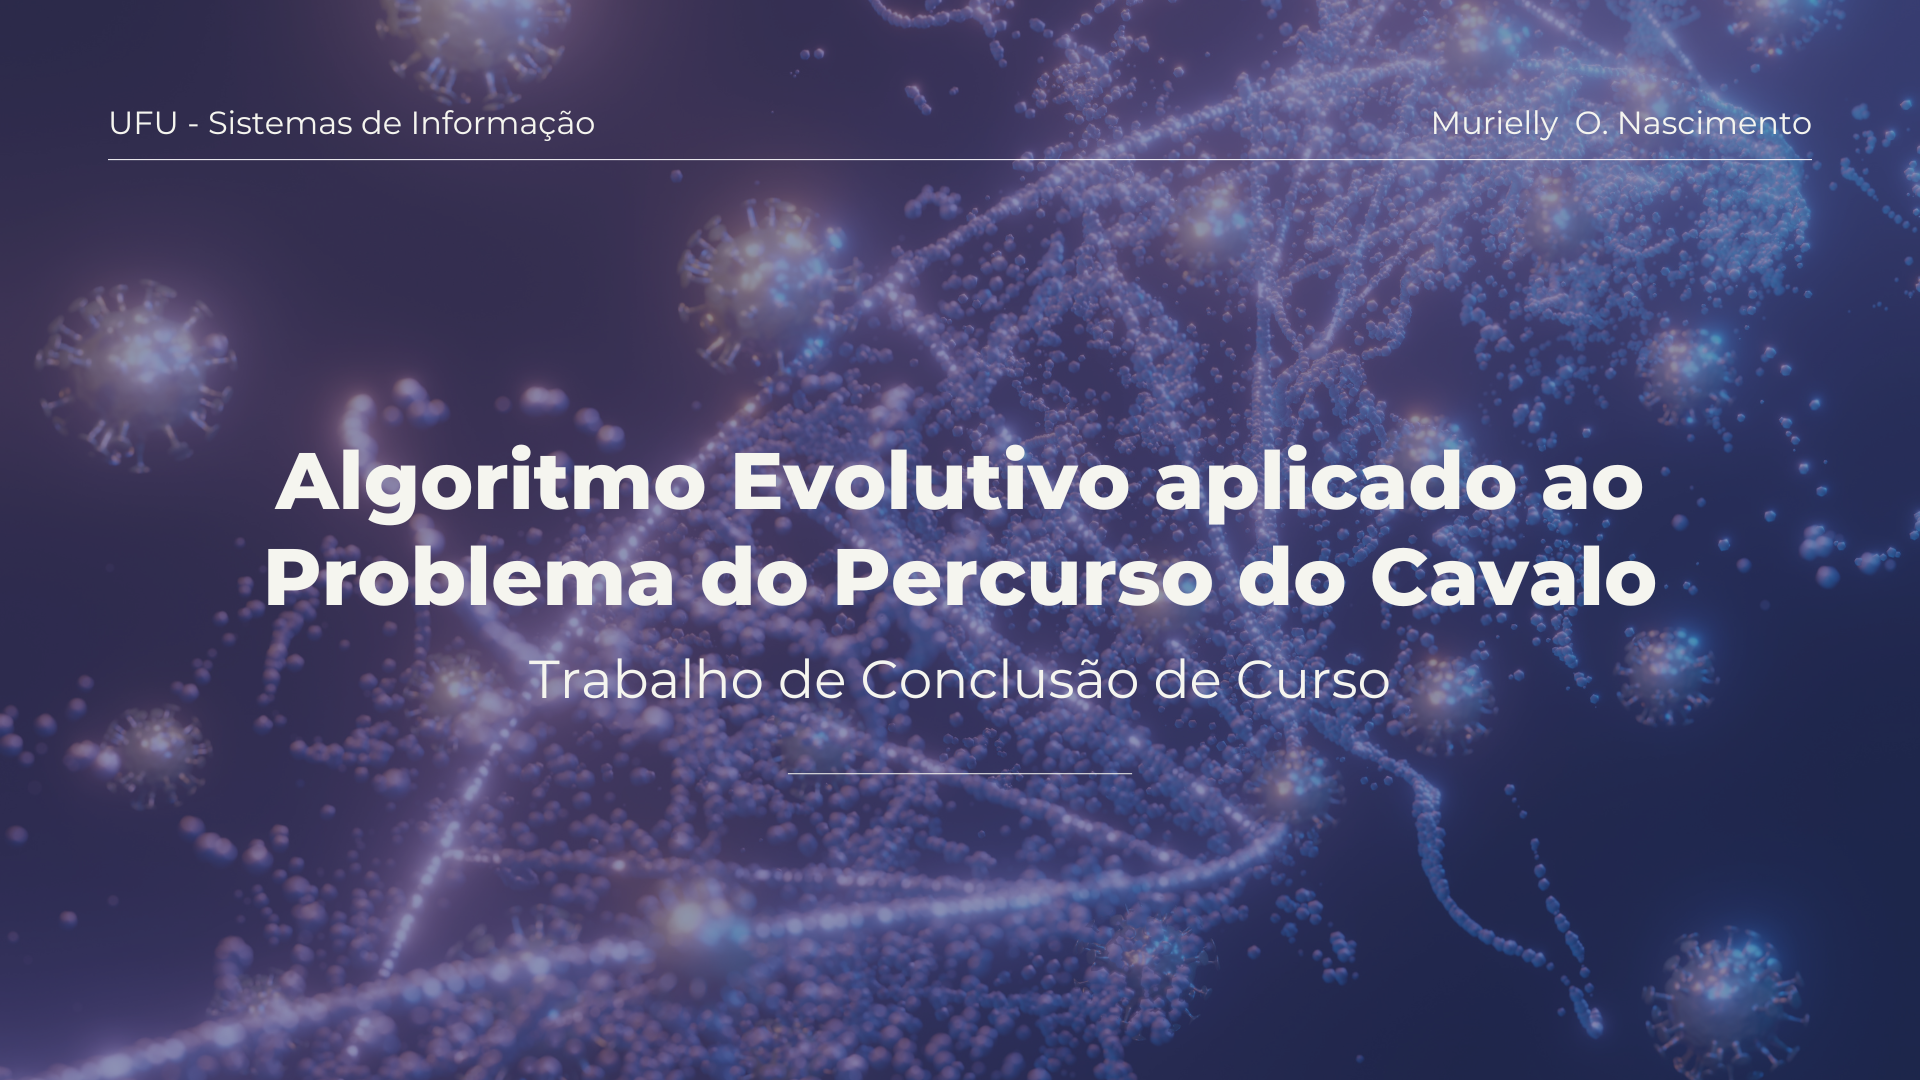 UFU - Sistemas de Informação
Murielly O. Nascimento
Algoritmo Evolutivo aplicado ao
Problema do Percurso do Cavalo
Trabalho de Conclusão de Curso